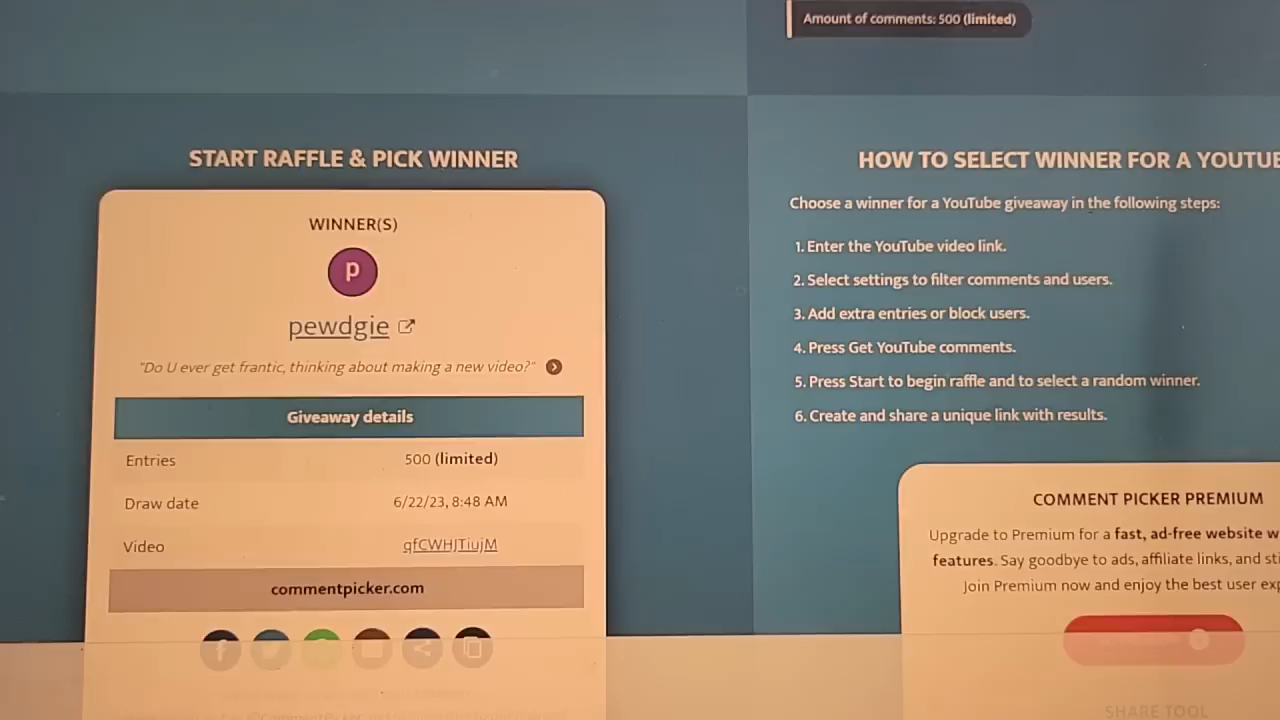 Amount of comments: 500 (limited)
START RAFFLE & PICK WINNER
WINNER(S)
p
pewdgie
"Do U ever get frantic, thinking about making a new video?"
Giveaway details
Entries 500 (limited)
Draw date 6/22/23, 8:48 AM
Video qfCWHJTiujM
commentpicker.com
HOW TO SELECT WINNER FOR A YOUTUBE
Choose a winner for a YouTube giveaway in the following steps:
1. Enter the YouTube video link.
2. Select settings to filter comments and users.
3. Add extra entries or block users.
4. Press Get YouTube comments.
5. Press Start to begin raffle and to select a random winner.
6. Create and share a unique link with results.
COMMENT PICKER PREMIUM
Upgrade to Premium for a fast, ad-free website w
features. Say goodbye to ads, affiliate links, and sti
Join Premium now and enjoy the best user exp
SHARE TOOL